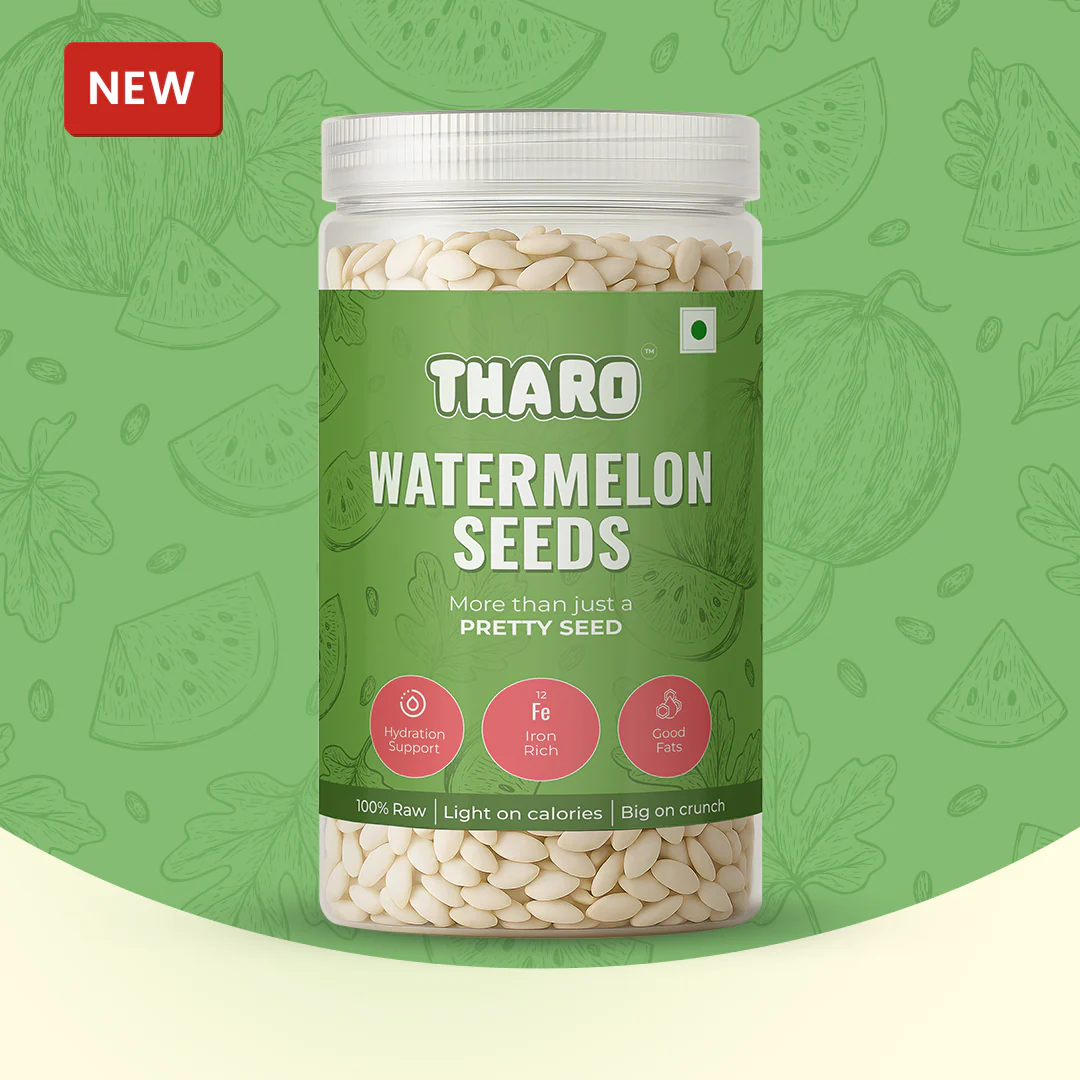 NEW
THARO
TM
WATERMELON
SEEDS
More than just a
PRETTY SEED
Hydration
Support
12
Fe
Iron
Rich
Good
Fats
100% Raw | Light on calories | Big on crunch